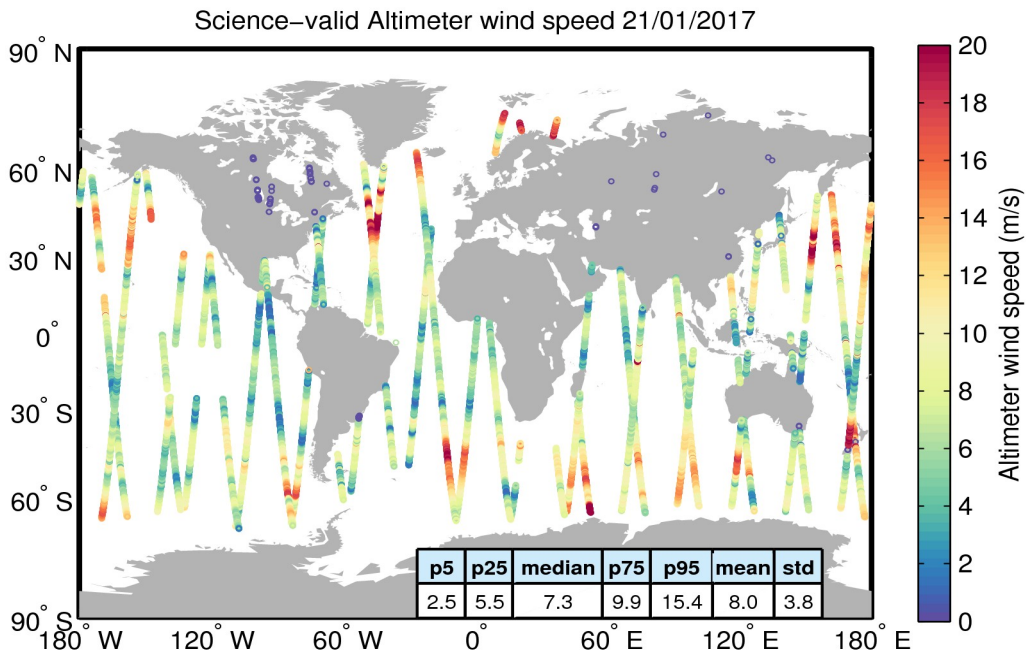 Science−valid Altimeter wind speed 21/01/2017
90° N
60° N
30° N
0°
30° S
60° S
90° S
180° W
120° W
60° W
0°
60° E
120° E
180° E
p5 p25 median p75 p95 mean std
2.5 5.5 7.3 9.9 15.4 8.0 3.8
20
18
16
14
12
10
8
6
4
2
0
Altimeter wind speed (m/s)